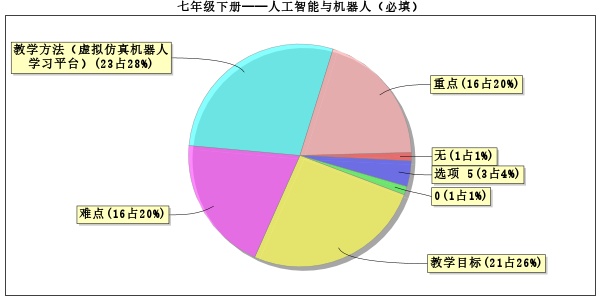 七年级下册——人工智能与机器人（必填）
教学方法（虚拟仿真机器人
学习平台）(23占28%)
重点(16占20%)
无(1占1%)
选项 5(3占4%)
0(1占1%)
难点(16占20%)
教学目标(21占26%)